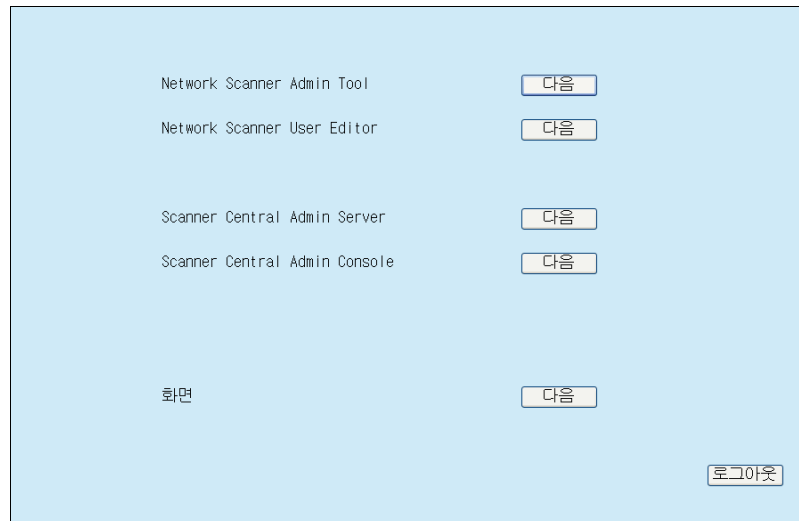 Network Scanner Admin Tool 다음
Network Scanner User Editor 다음
Scanner Central Admin Server 다음
Scanner Central Admin Console 다음
화면 다음
로그아웃